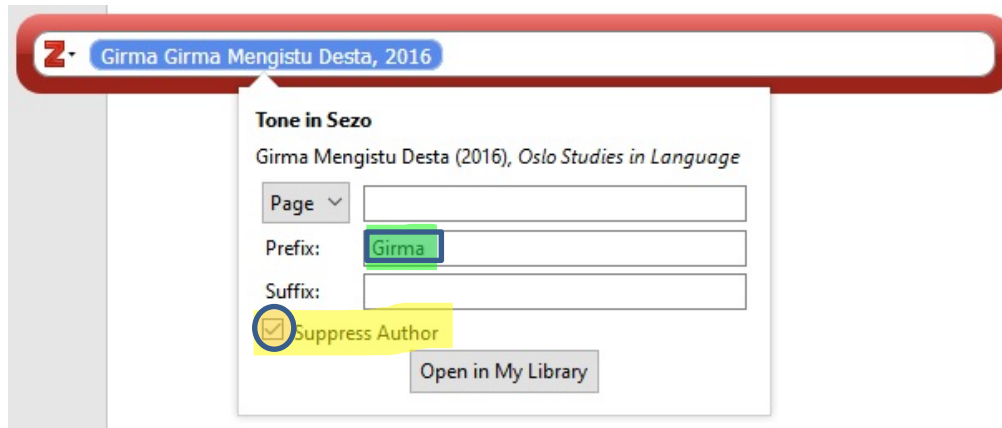 Z Girma Girma Mengistu Desta, 2016
Tone in Sezo
Girma Mengistu Desta (2016), Oslo Studies in Language
Page
Prefix: Girma
Suffix:
Suppress Author
Open in My Library